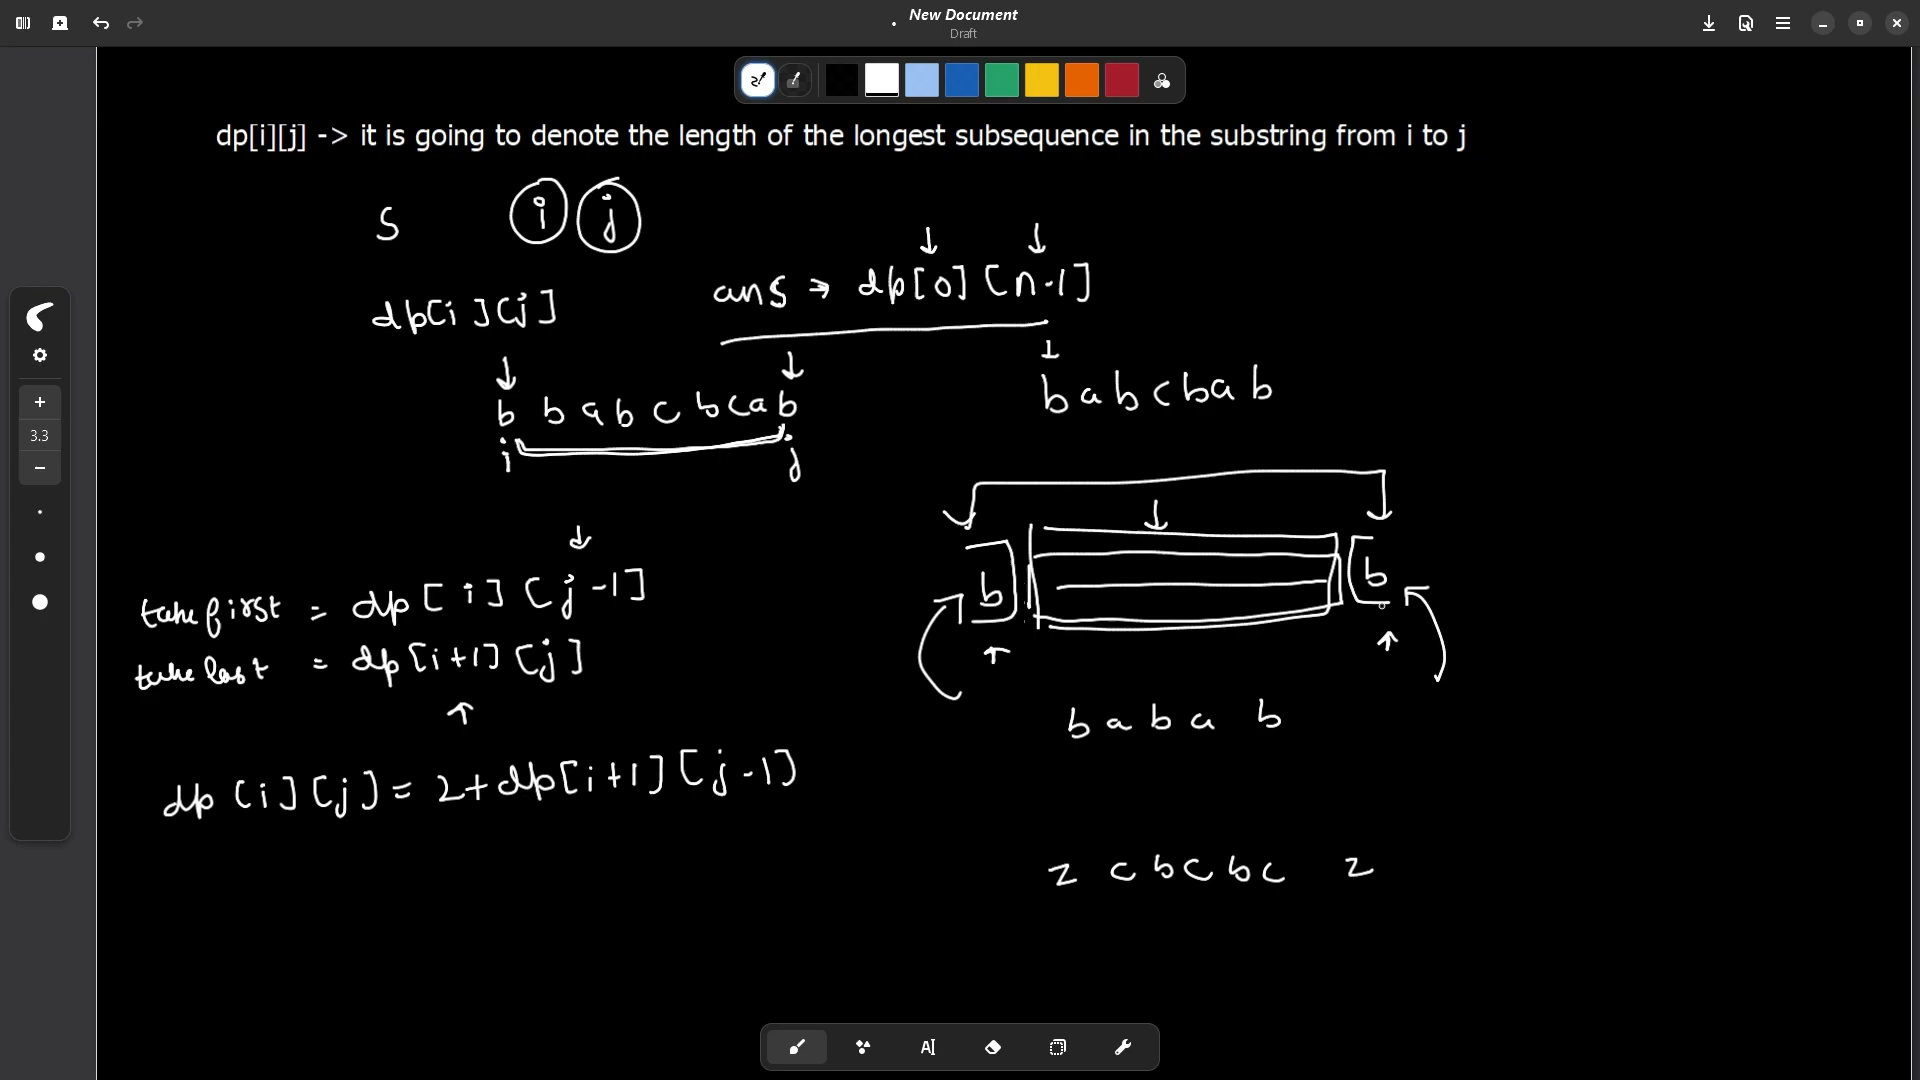 New Document
Draft
dp[i][j] -> it is going to denote the length of the longest subsequence in the substring from i to j
S i j
dp[i][j]
ans → dp[0][n-1]
b b a b c b c a b
i j
b a b c b a b
b b
take first = dp[i][j-1]
take last = dp[i+1][j]
b a b a b
dp[i][j] = 2+dp[i+1][j-1]
z c b c b c z
3.3
AI